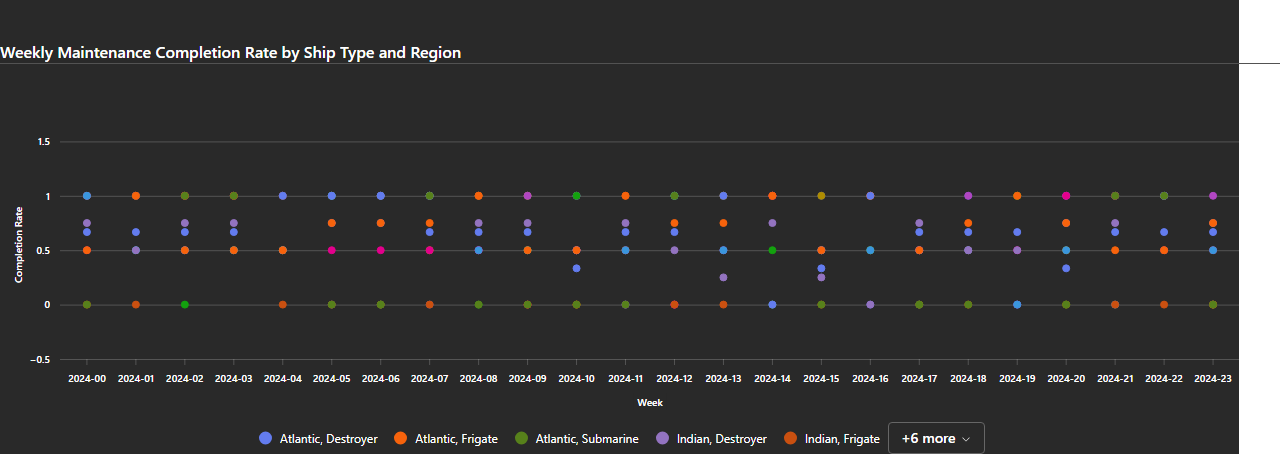 Weekly Maintenance Completion Rate by Ship Type and Region
1.5
1
0.5
0
−0.5
Completion Rate
2024-00 2024-01 2024-02 2024-03 2024-04 2024-05 2024-06 2024-07 2024-08 2024-09 2024-10 2024-11 2024-12 2024-13 2024-14 2024-15 2024-16 2024-17 2024-18 2024-19 2024-20 2024-21 2024-22 2024-23
Week
Atlantic, Destroyer Atlantic, Frigate Atlantic, Submarine Indian, Destroyer Indian, Frigate +6 more